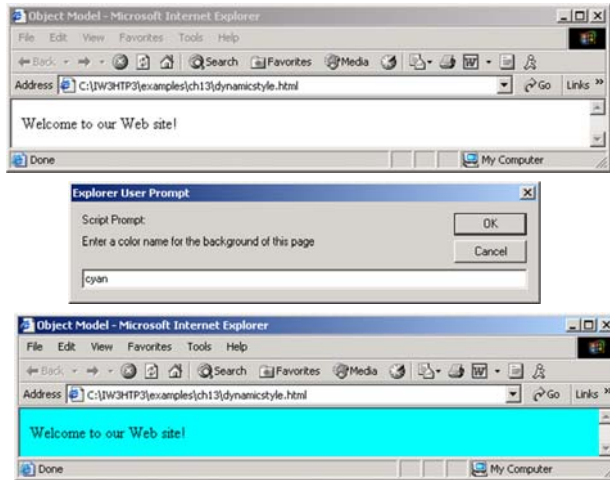 Object Model - Microsoft Internet Explorer
File Edit View Favorites Tools Help
Back Search Favorites Media
Address C:\IW3HTP3\examples\ch13\dynamicstyle.html Go Links »
Welcome to our Web site!
Done My Computer
Explorer User Prompt
Script Prompt: OK
Enter a color name for the background of this page
Cancel
cyan
Object Model - Microsoft Internet Explorer
File Edit View Favorites Tools Help
Back Search Favorites Media
Address C:\IW3HTP3\examples\ch13\dynamicstyle.html Go Links »
Welcome to our Web site!
Done My Computer